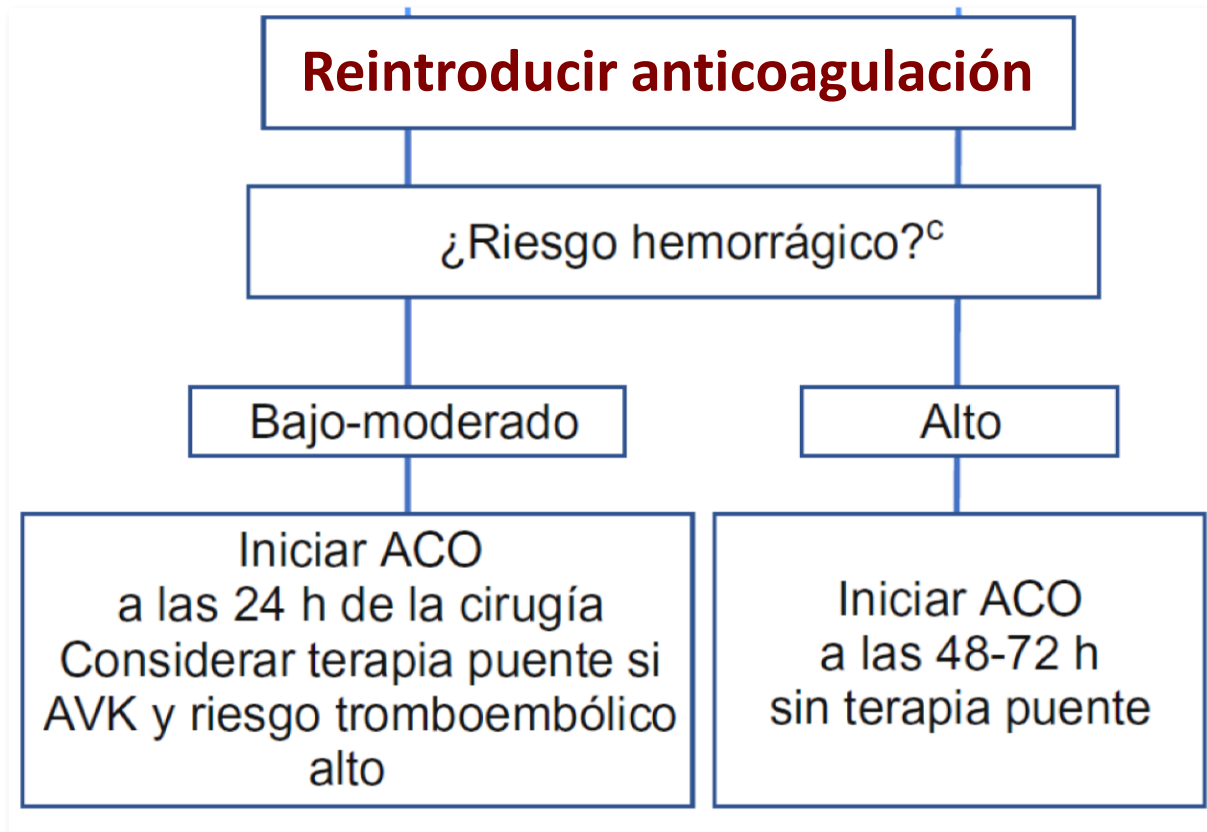 Reintroducir anticoagulación
¿Riesgo hemorrágico?ᶜ
Bajo-moderado
Alto
Iniciar ACO
a las 24 h de la cirugía
Considerar terapia puente si
AVK y riesgo tromboembólico
alto
Iniciar ACO
a las 48-72 h
sin terapia puente